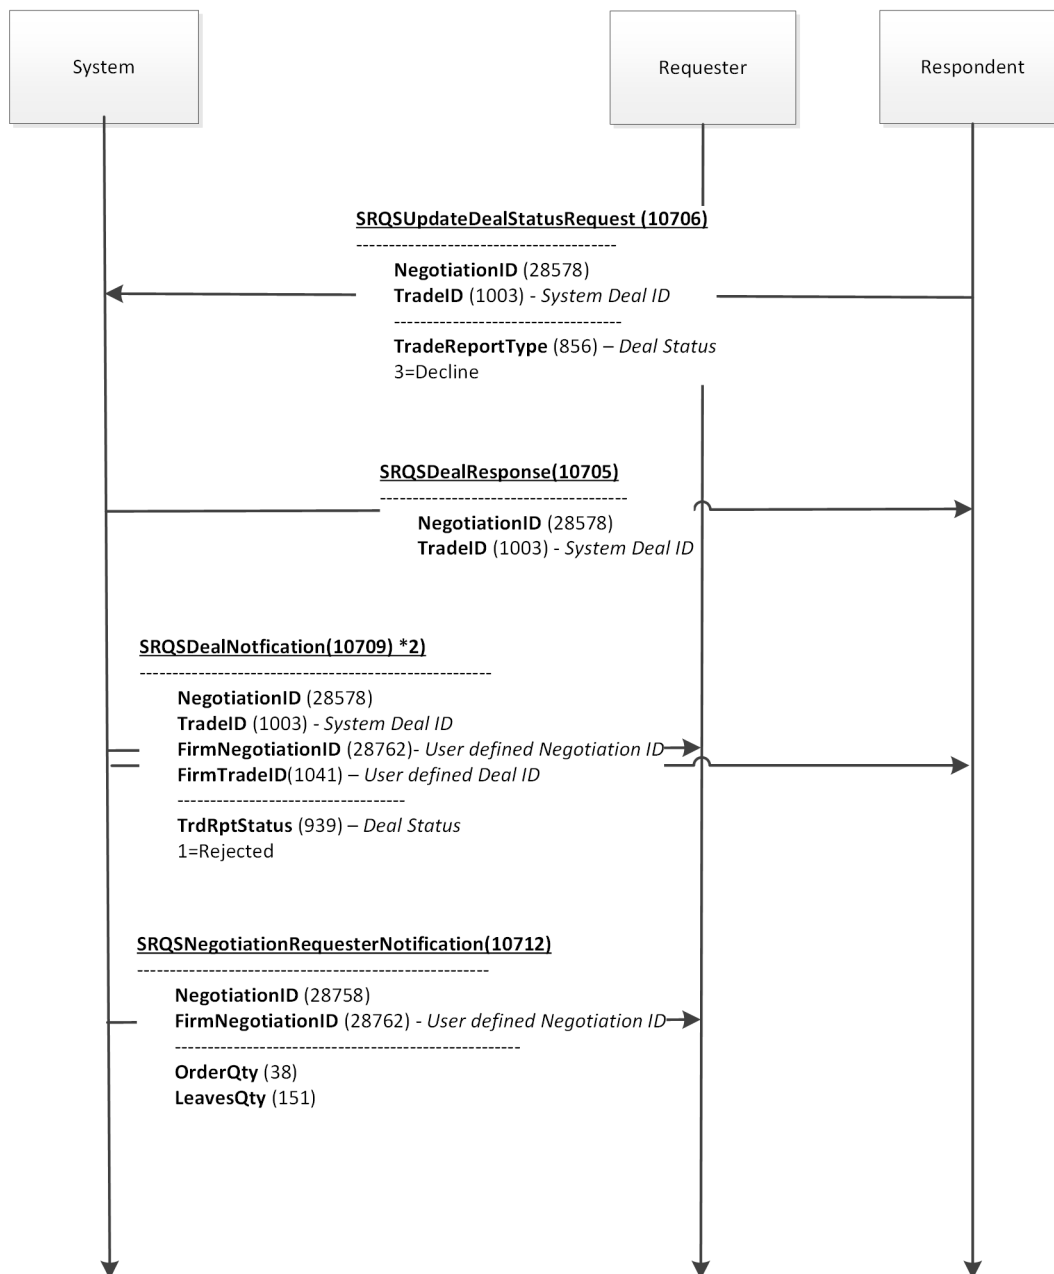 System
Requester
Respondent
SRQSUpdateDealStatusRequest (10706)
----------------------------------------
NegotiationID (28578)
TradeID (1003) - System Deal ID
-----------------------------------
TradeReportType (856) – Deal Status
3=Decline
SRQSDealResponse(10705)
--------------------------------------
NegotiationID (28578)
TradeID (1003) - System Deal ID
SRQSDealNotfication(10709) *2)
------------------------------------------------------
NegotiationID (28578)
TradeID (1003) - System Deal ID
FirmNegotiationID (28762)- User defined Negotiation ID
FirmTradeID(1041) – User defined Deal ID
-----------------------------------
TrdRptStatus (939) – Deal Status
1=Rejected
SRQSNegotiationRequesterNotification(10712)
------------------------------------------------------
NegotiationID (28758)
FirmNegotiationID (28762) - User defined Negotiation ID
-----------------------------------------------------
OrderQty (38)
LeavesQty (151)